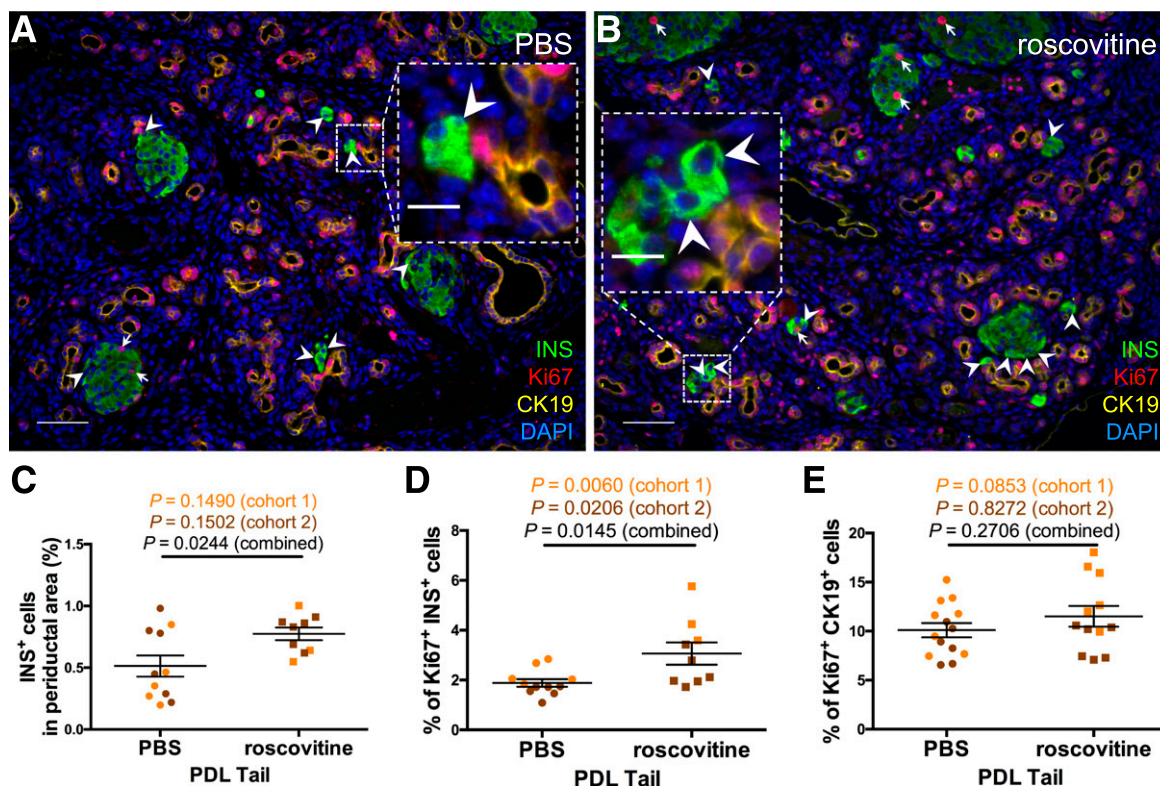 A
PBS
INS
Ki67
CK19
DAPI
B
roscovitine
INS
Ki67
CK19
DAPI
C
P = 0.1490 (cohort 1)
P = 0.1502 (cohort 2)
P = 0.0244 (combined)
INS+ cells
in periductal area (%)
1.5
1.0
0.5
0.0
PBS
roscovitine
PDL Tail
D
P = 0.0060 (cohort 1)
P = 0.0206 (cohort 2)
P = 0.0145 (combined)
% of Ki67+ INS+ cells
8
6
4
2
0
PBS
roscovitine
PDL Tail
E
P = 0.0853 (cohort 1)
P = 0.8272 (cohort 2)
P = 0.2706 (combined)
% of Ki67+ CK19+ cells
20
15
10
5
0
PBS
roscovitine
PDL Tail